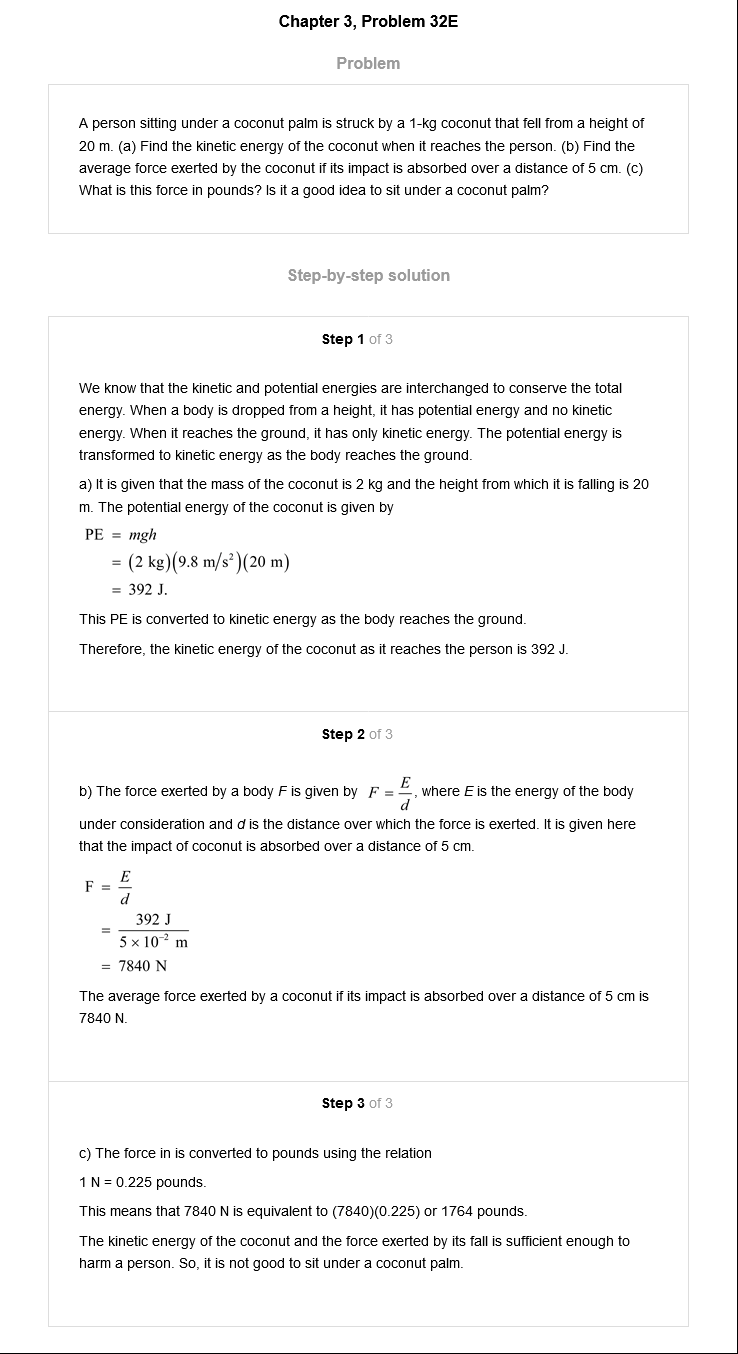 Chapter 3, Problem 32E
Problem
A person sitting under a coconut palm is struck by a 1-kg coconut that fell from a height of
20 m. (a) Find the kinetic energy of the coconut when it reaches the person. (b) Find the
average force exerted by the coconut if its impact is absorbed over a distance of 5 cm. (c)
What is this force in pounds? Is it a good idea to sit under a coconut palm?
Step-by-step solution
Step 1 of 3
We know that the kinetic and potential energies are interchanged to conserve the total
energy. When a body is dropped from a height, it has potential energy and no kinetic
energy. When it reaches the ground, it has only kinetic energy. The potential energy is
transformed to kinetic energy as the body reaches the ground.
a) It is given that the mass of the coconut is 2 kg and the height from which it is falling is 20
m. The potential energy of the coconut is given by
PE = mgh
= (2 kg)(9.8 m/s²)(20 m)
= 392 J.
This PE is converted to kinetic energy as the body reaches the ground.
Therefore, the kinetic energy of the coconut as it reaches the person is 392 J.
Step 2 of 3
b) The force exerted by a body F is given by F = E/d, where E is the energy of the body
under consideration and d is the distance over which the force is exerted. It is given here
that the impact of coconut is absorbed over a distance of 5 cm.
F = E/d
= 392 J / 5 × 10⁻² m
= 7840 N
The average force exerted by a coconut if its impact is absorbed over a distance of 5 cm is
7840 N.
Step 3 of 3
c) The force in is converted to pounds using the relation
1 N = 0.225 pounds.
This means that 7840 N is equivalent to (7840)(0.225) or 1764 pounds.
The kinetic energy of the coconut and the force exerted by its fall is sufficient enough to
harm a person. So, it is not good to sit under a coconut palm.